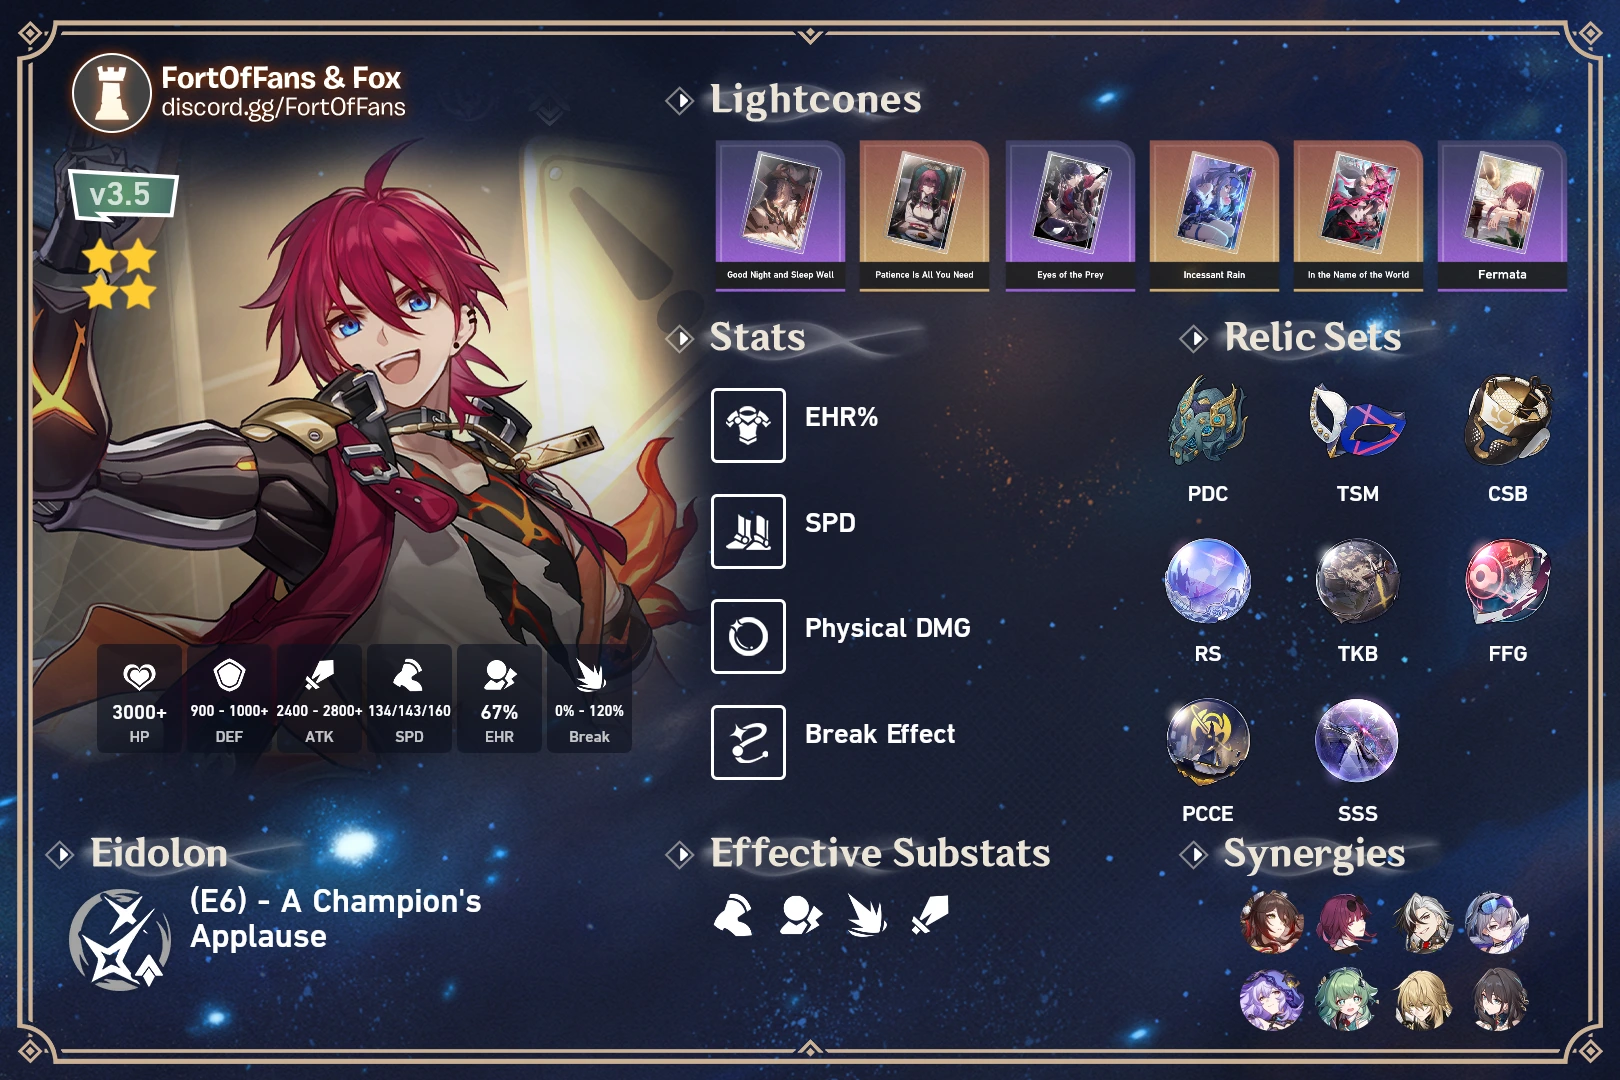 FortOfFans & Fox
discord.gg/FortOfFans
v3.5
3000+
HP
900 - 1000+
DEF
2400 - 2800+
ATK
134/143/160
SPD
67%
EHR
0% - 120%
Break
Eidolon
(E6) - A Champion's
Applause
Lightcones
Good Night and Sleep Well
Patience Is All You Need
Eyes of the Prey
Incessant Rain
In the Name of the World
Fermata
Stats
EHR%
SPD
Physical DMG
Break Effect
Relic Sets
PDC
TSM
CSB
RS
TKB
FFG
PCCE
SSS
Effective Substats
Synergies